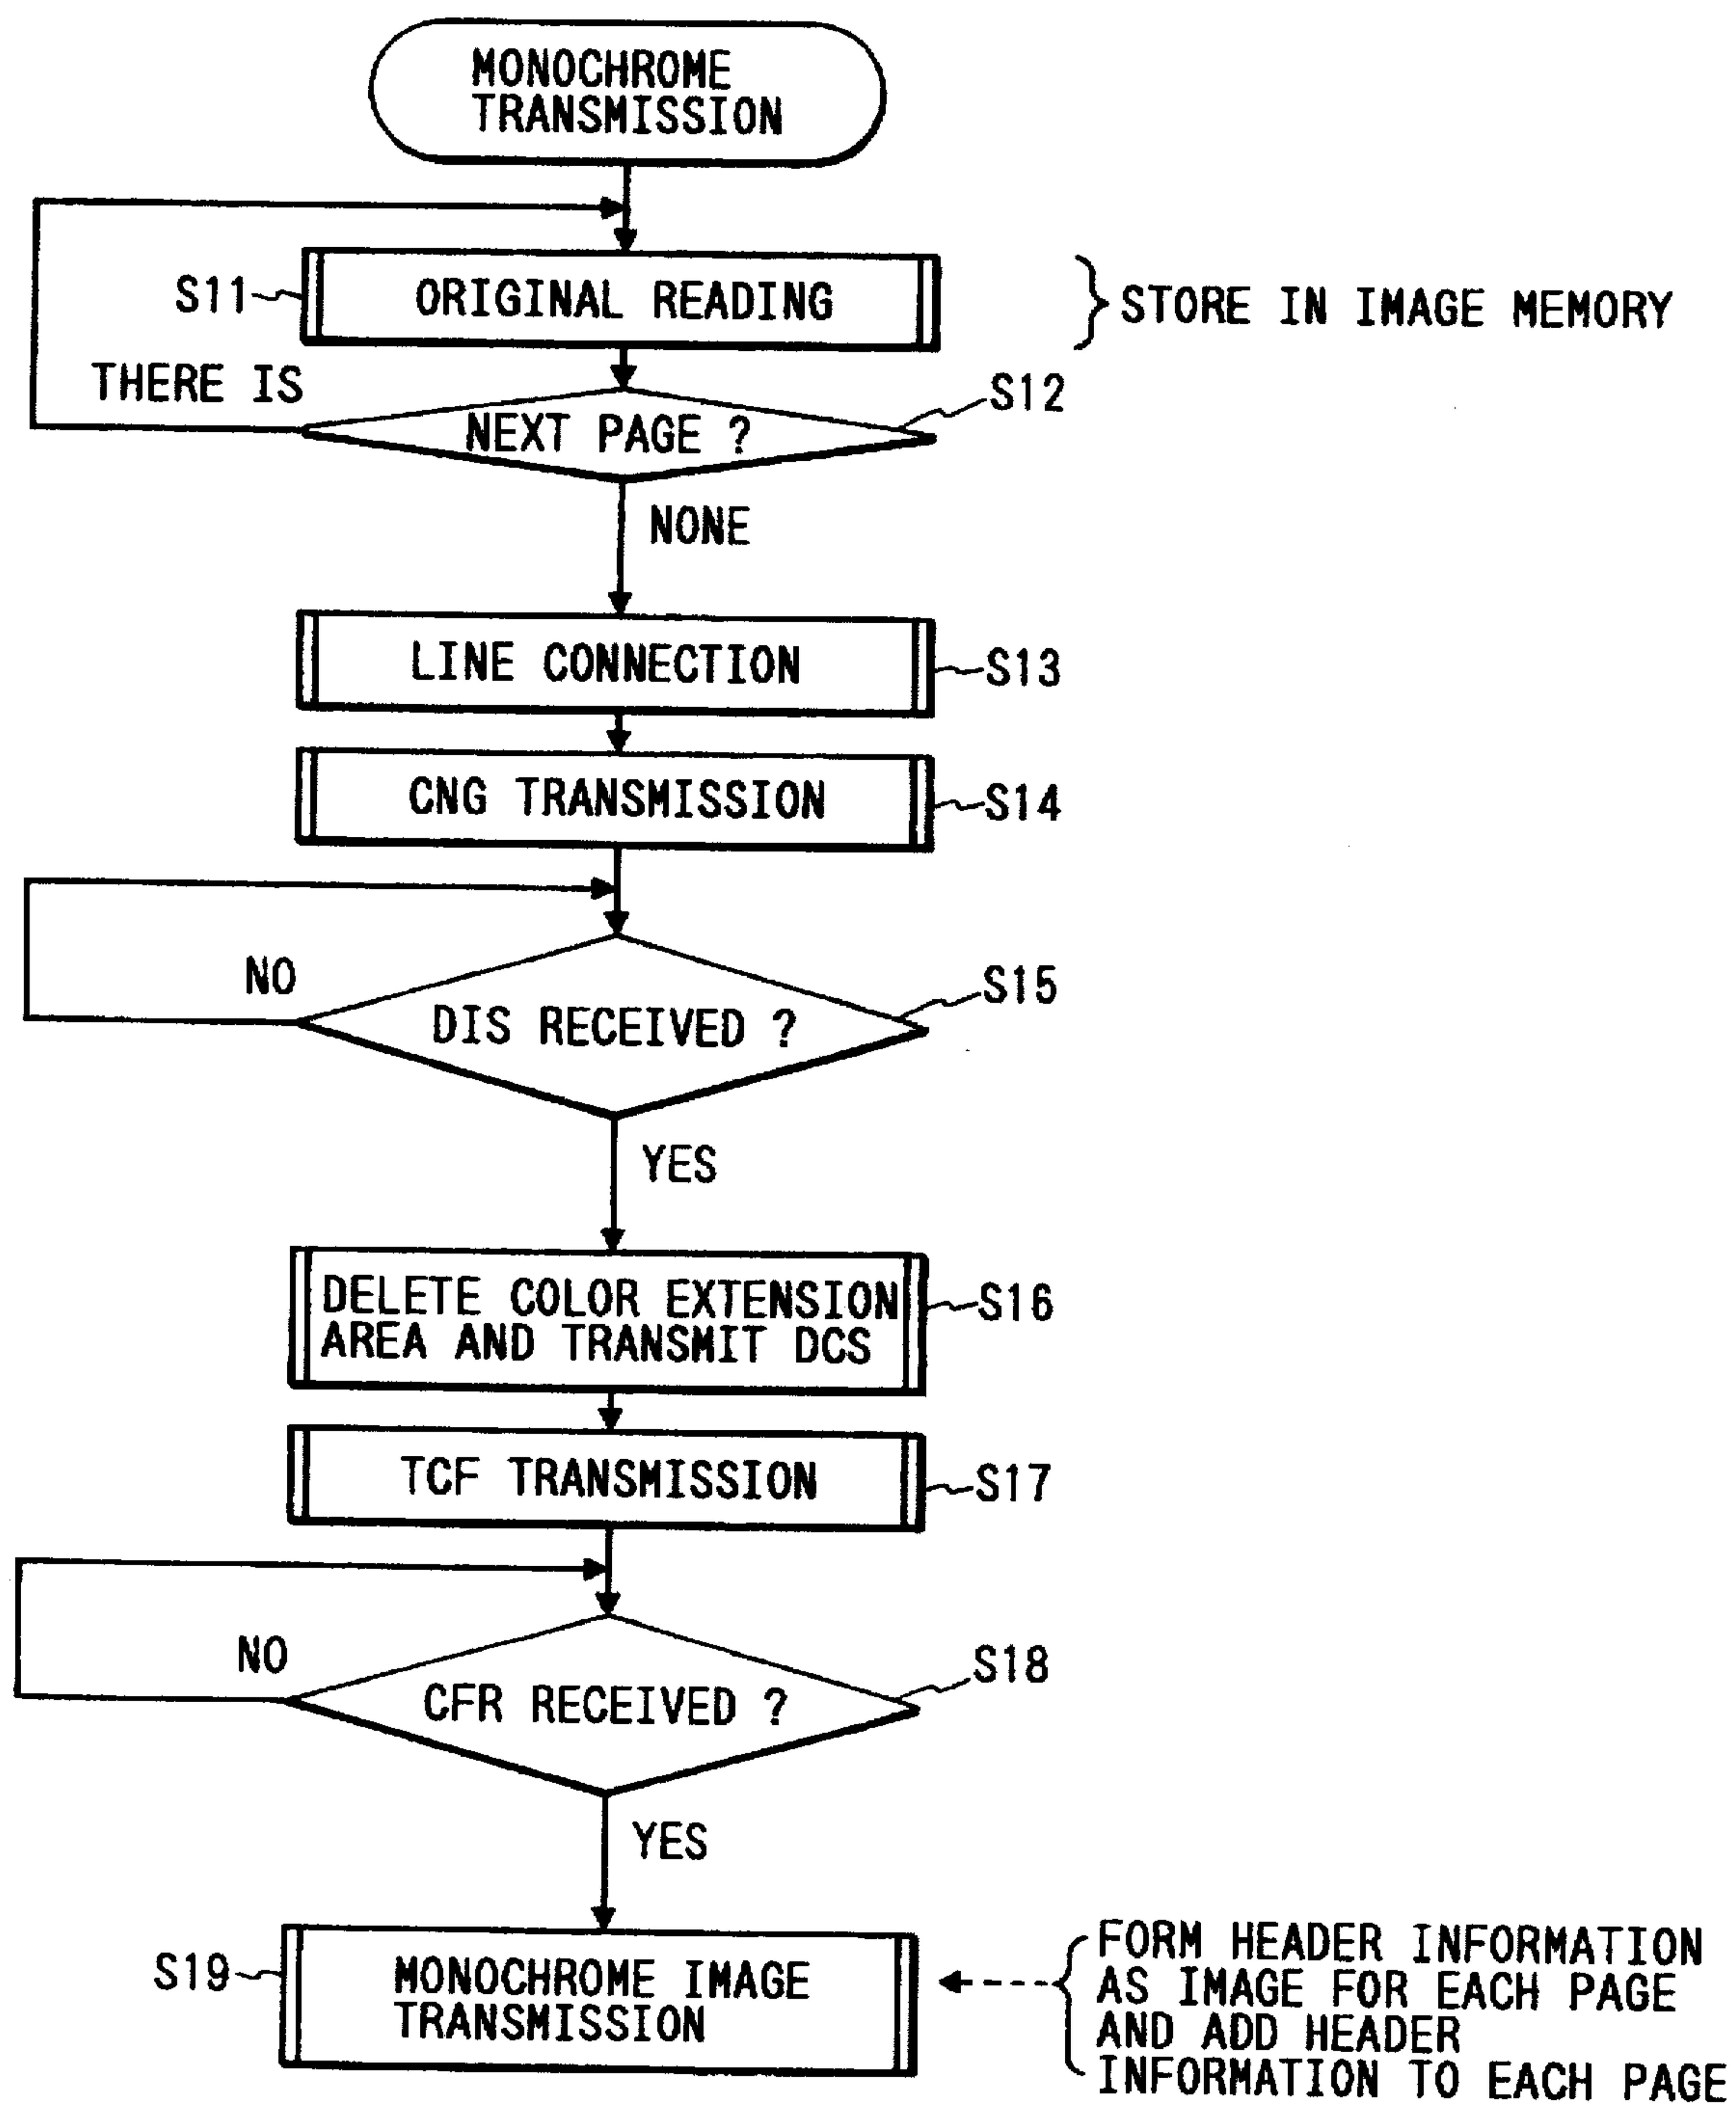 MONOCHROME
TRANSMISSION
S11
ORIGINAL READING
STORE IN IMAGE MEMORY
THERE IS
S12
NEXT PAGE ?
NONE
LINE CONNECTION
S13
CNG TRANSMISSION
S14
NO
S15
DIS RECEIVED ?
YES
DELETE COLOR EXTENSION
AREA AND TRANSMIT DCS
S16
TCF TRANSMISSION
S17
NO
S18
CFR RECEIVED ?
YES
S19
MONOCHROME IMAGE
TRANSMISSION
FORM HEADER INFORMATION
AS IMAGE FOR EACH PAGE
AND ADD HEADER
INFORMATION TO EACH PAGE